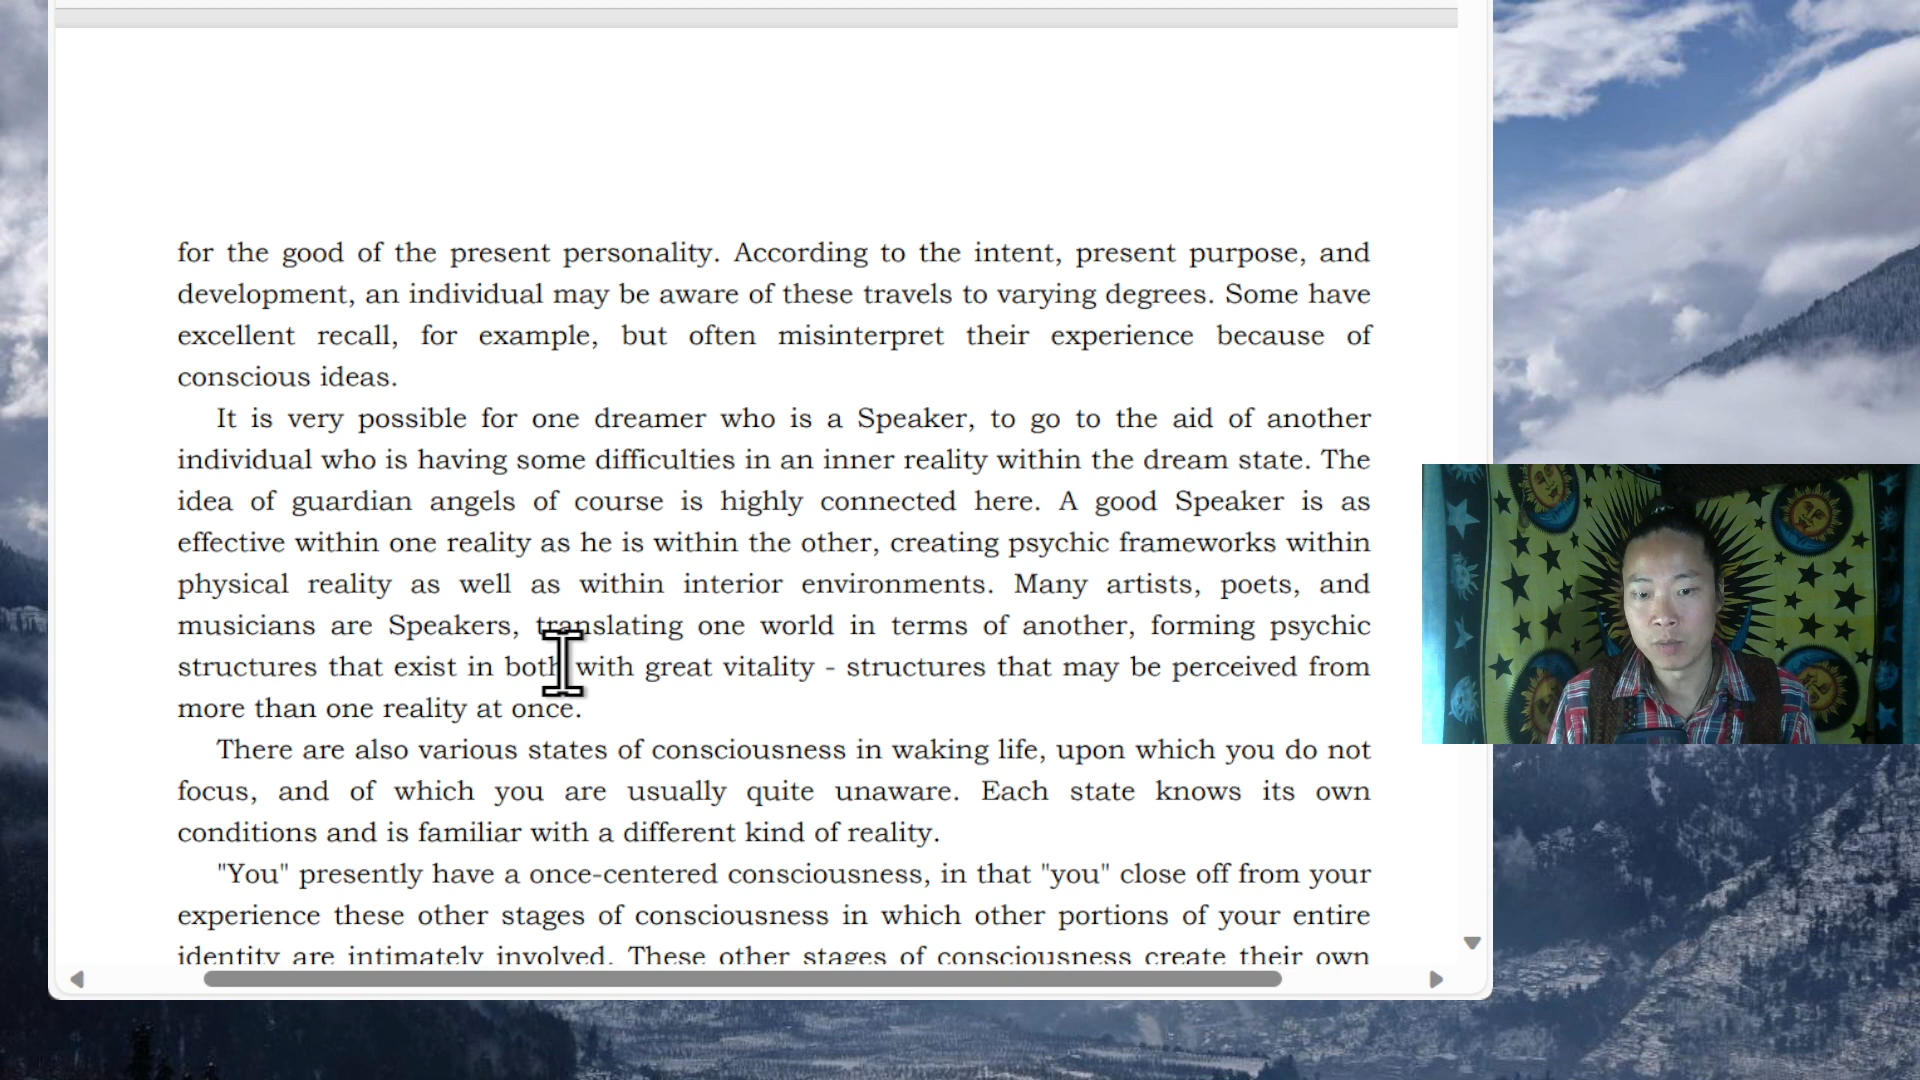 for the good of the present personality. According to the intent, present purpose, and
development, an individual may be aware of these travels to varying degrees. Some have
excellent recall, for example, but often misinterpret their experience because of
conscious ideas.
It is very possible for one dreamer who is a Speaker, to go to the aid of another
individual who is having some difficulties in an inner reality within the dream state. The
idea of guardian angels of course is highly connected here. A good Speaker is as
effective within one reality as he is within the other, creating psychic frameworks within
physical reality as well as within interior environments. Many artists, poets, and
musicians are Speakers, translating one world in terms of another, forming psychic
structures that exist in both with great vitality - structures that may be perceived from
more than one reality at once.
There are also various states of consciousness in waking life, upon which you do not
focus, and of which you are usually quite unaware. Each state knows its own
conditions and is familiar with a different kind of reality.
"You" presently have a once-centered consciousness, in that "you" close off from your
experience these other stages of consciousness in which other portions of your entire
identity are intimately involved. These other stages of consciousness create their own